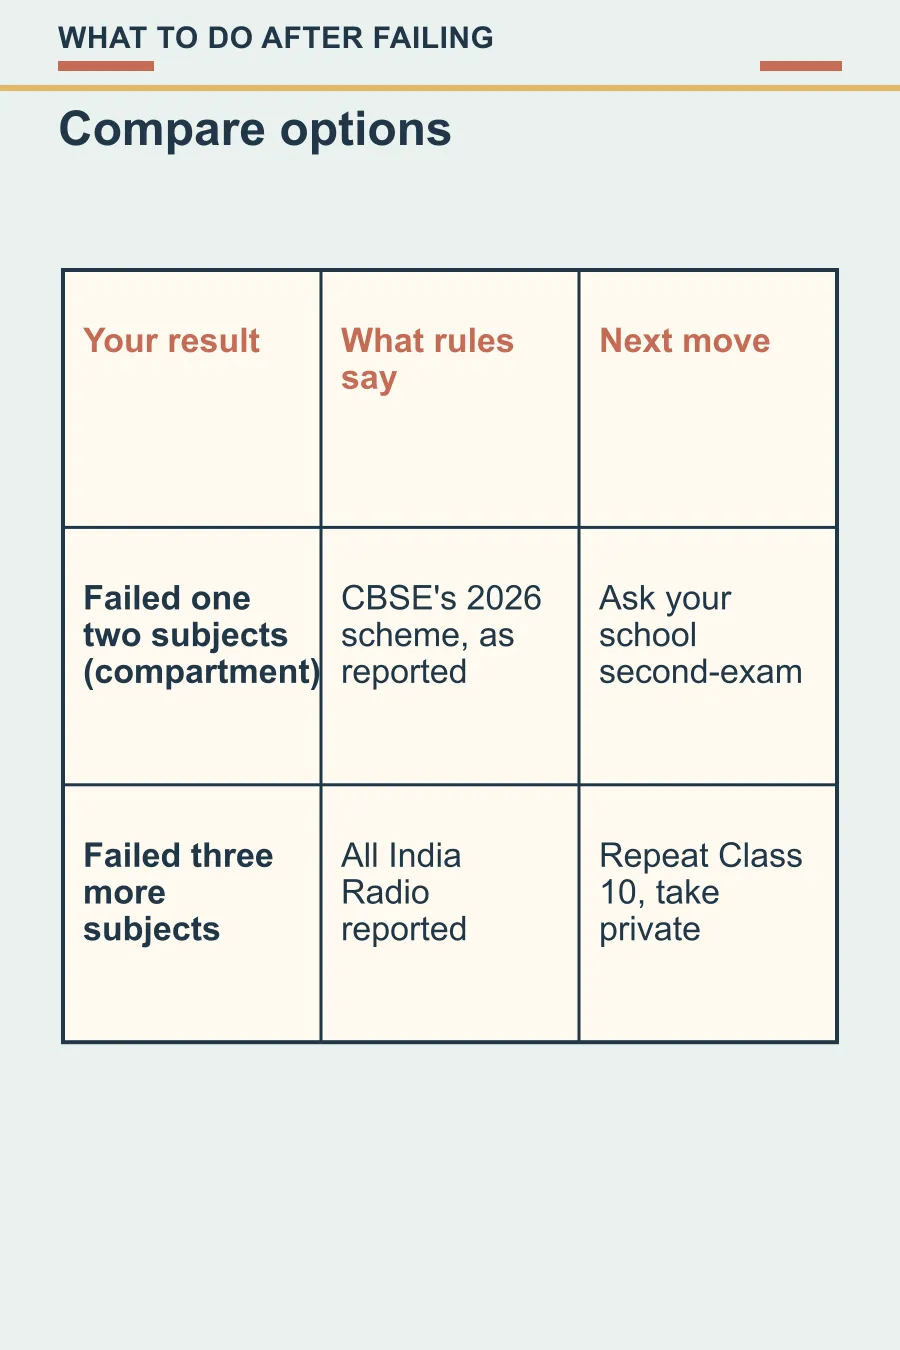 WHAT TO DO AFTER FAILING
Compare options
Your result
What rules
say
Next move
Failed one
two subjects
(compartment)
CBSE's 2026
scheme, as
reported
Ask your
school
second-exam
Failed three
more
subjects
All India
Radio
reported
Repeat Class
10, take
private